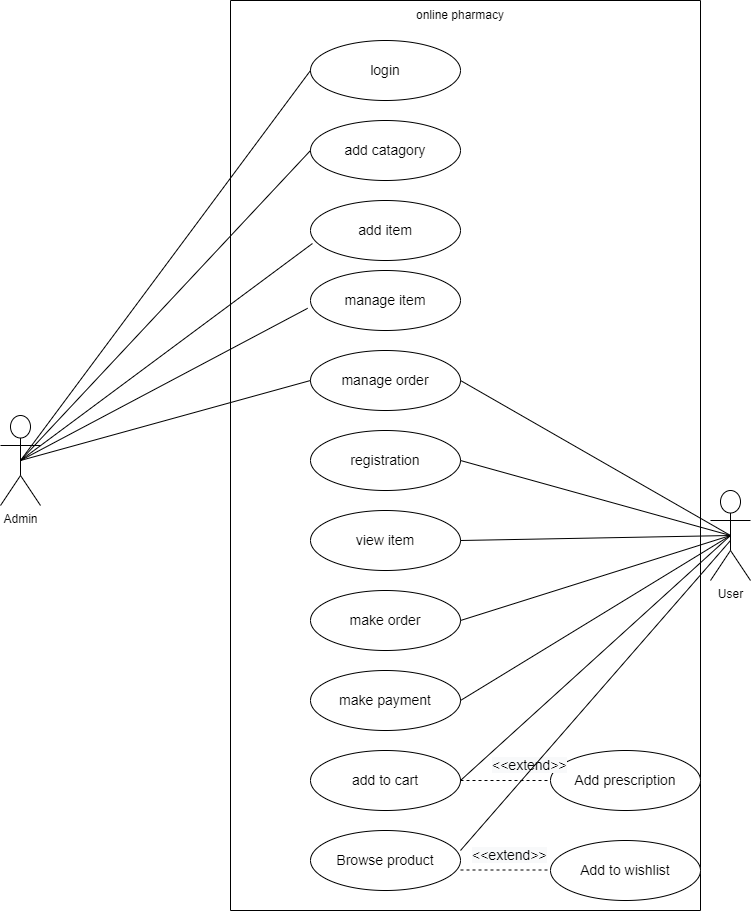 online pharmacy
login
add catagory
add item
manage item
manage order
registration
Admin
view item
User
make order
make payment
<<extend>>
add to cart
Add prescription
<<extend>>
Browse product
Add to wishlist